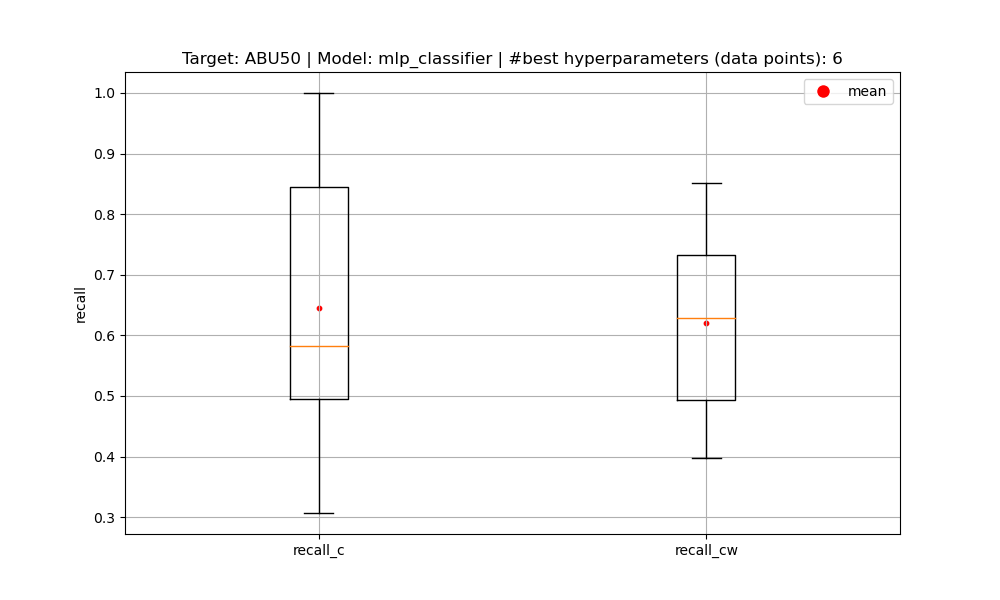 Target: ABU50 | Model: mlp_classifier | #best hyperparameters (data points): 6
mean
1.0
0.9
0.8
0.7
0.6
0.5
0.4
0.3
recall
recall_c
recall_cw